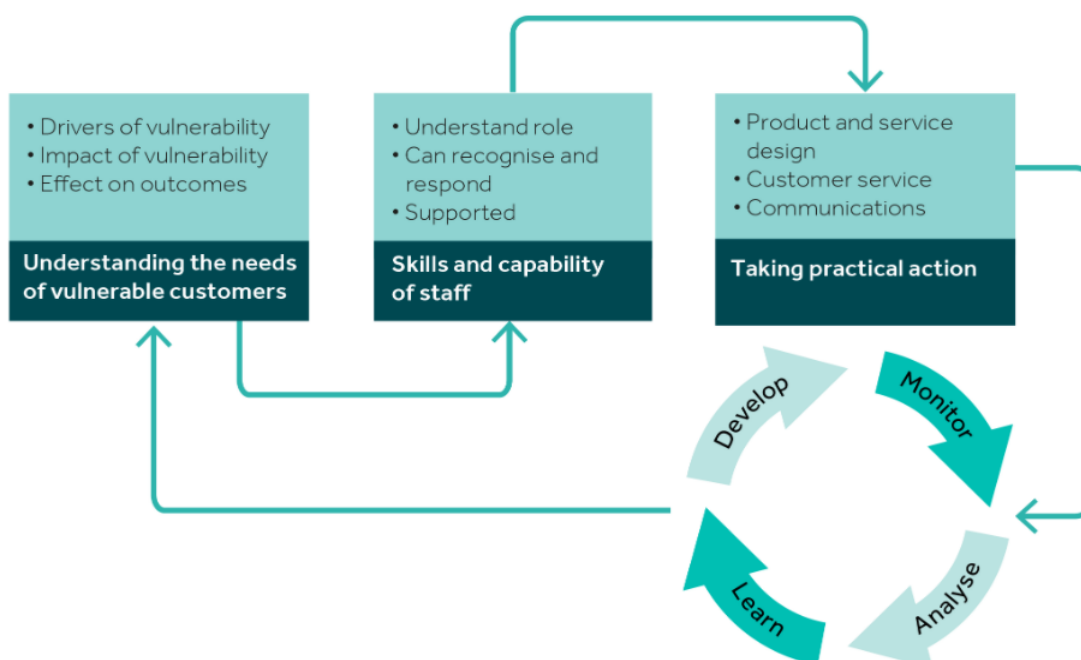 • Drivers of vulnerability
• Impact of vulnerability
• Effect on outcomes
Understanding the needs
of vulnerable customers
• Understand role
• Can recognise and
respond
• Supported
Skills and capability
of staff
• Product and service
design
• Customer service
• Communications
Taking practical action
Develop
Monitor
Analyse
Learn